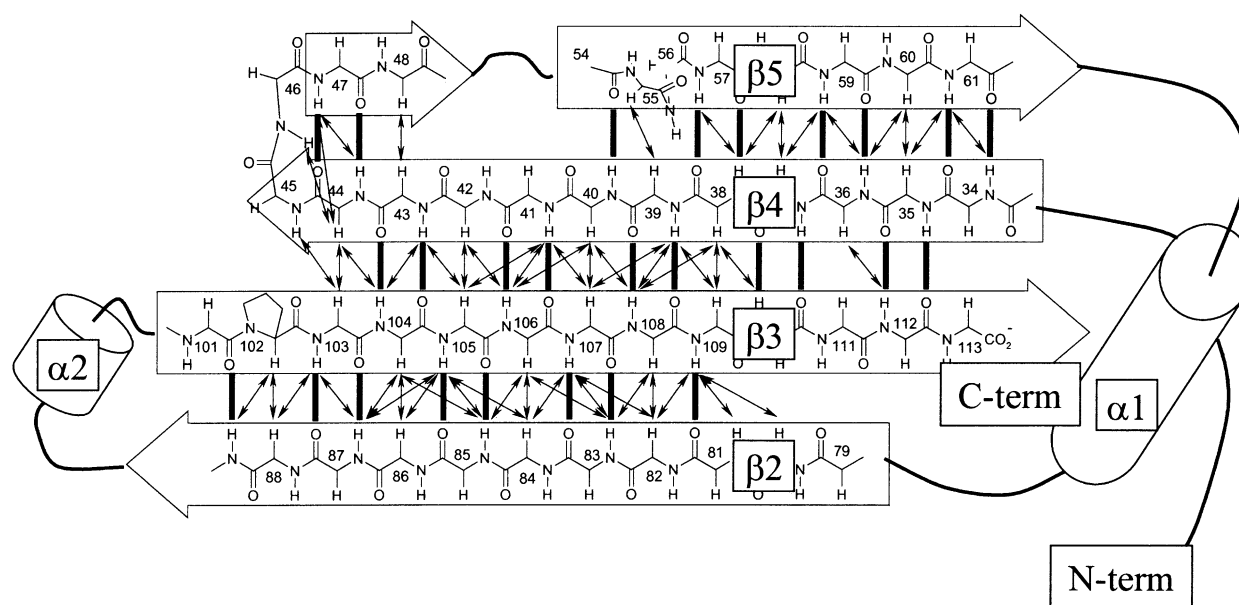 46 47 48 54 56 57 55 β5 59 60 61
45 44 43 42 41 40 39 38 β4 36 35 34
α2
101 102 103 104 105 106 107 108 109 β3 111 112 113 CO₂⁻
C-term
α1
88 87 86 85 84 83 82 81 β2 79
N-term